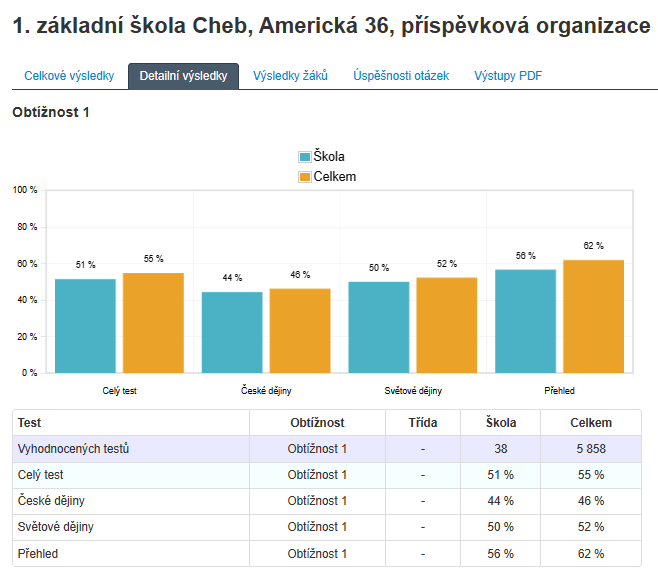 1. základní škola Cheb, Americká 36, příspěvková organizace
Celkové výsledky Detailní výsledky Výsledky žáků Úspěšnosti otázek Výstupy PDF
Obtížnost 1
Škola
Celkem
100 %
80 %
60 %
40 %
20 %
0 %
51 % 55 % 44 % 46 % 50 % 52 % 56 % 62 %
Celý test České dějiny Světové dějiny Přehled
Test Obtížnost Třída Škola Celkem
Vyhodnocených testů Obtížnost 1 - 38 5 858
Celý test Obtížnost 1 - 51 % 55 %
České dějiny Obtížnost 1 - 44 % 46 %
Světové dějiny Obtížnost 1 - 50 % 52 %
Přehled Obtížnost 1 - 56 % 62 %